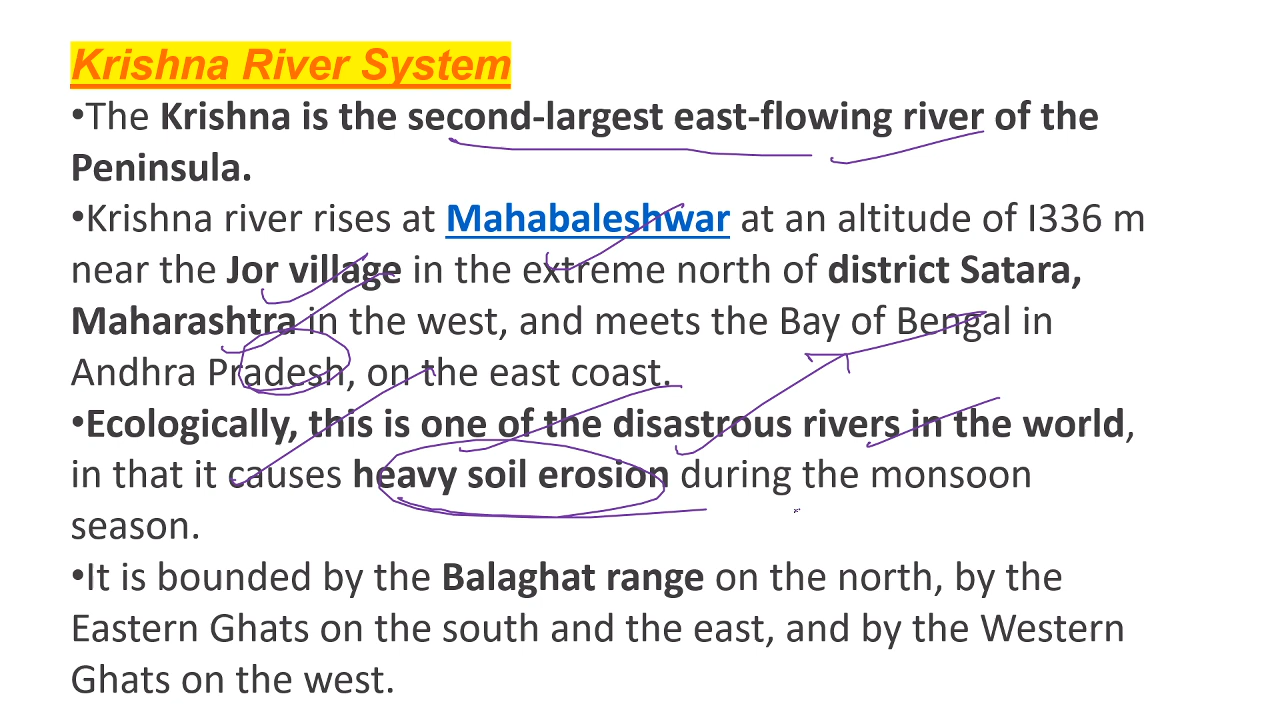 Krishna River System
•The Krishna is the second-largest east-flowing river of the
Peninsula.
•Krishna river rises at Mahabaleshwar at an altitude of I336 m
near the Jor village in the extreme north of district Satara,
Maharashtra in the west, and meets the Bay of Bengal in
Andhra Pradesh, on the east coast.
•Ecologically, this is one of the disastrous rivers in the world,
in that it causes heavy soil erosion during the monsoon
season.
•It is bounded by the Balaghat range on the north, by the
Eastern Ghats on the south and the east, and by the Western
Ghats on the west.